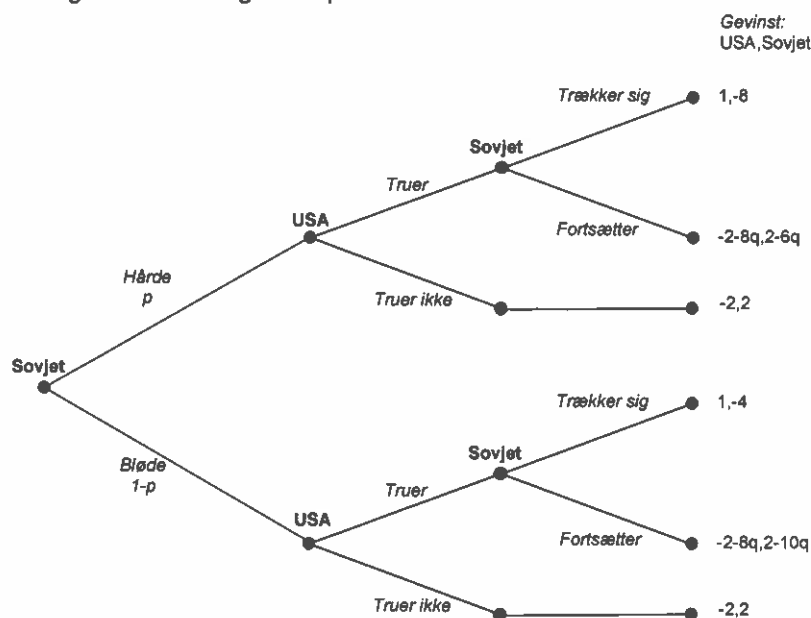 Gevinst:
USA,Sovjet
Trækker sig
1,-8
Sovjet
Truer
USA
Fortsætter
-2-8q,2-6q
Hårde
p
Truer ikke
-2,2
Sovjet
Trækker sig
1,-4
Sovjet
Bløde
1-p
Truer
USA
Fortsætter
-2-8q,2-10q
Truer ikke
-2,2